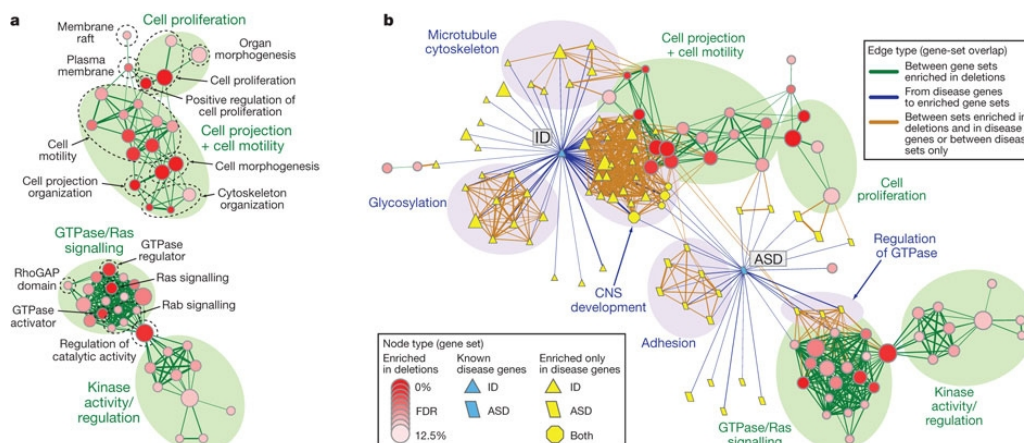 a
Cell proliferation
Membrane
raft
Organ
morphogenesis
Plasma
membrane
Cell proliferation
Positive regulation of
cell proliferation
Cell projection
+ cell motility
Cell
motility
Cell morphogenesis
Cell projection
organization
Cytoskeleton
organization
GTPase/Ras
signalling
GTPase
regulator
RhoGAP
domain
Ras signalling
GTPase
activator
Rab signalling
Regulation of
catalytic activity
Kinase
activity/
regulation
b
Microtubule
cytoskeleton
Cell projection
+ cell motility
Edge type (gene-set overlap)
Between gene sets
enriched in deletions
From disease genes
to enriched gene sets
Between sets enriched in
deletions and in disease
genes or between disease
sets only
ID
Glycosylation
Cell
proliferation
CNS
development
ASD
Regulation
of GTPase
Adhesion
Node type (gene set)
Enriched
in deletions
Known
disease genes
Enriched only
in disease genes
0%
FDR
12.5%
ID
ASD
ID
ASD
Both
GTPase/Ras
signalling
Kinase
activity/
regulation